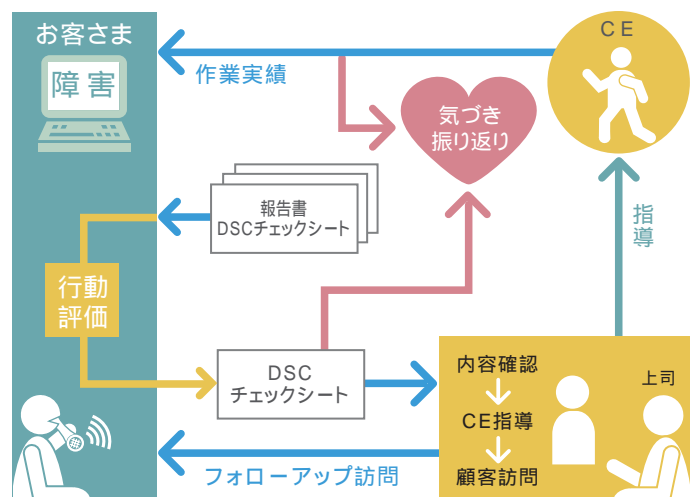 お客さま
障害
CE
作業実績
気づき
振り返り
報告書
DSCチェックシート
指導
行動
評価
DSC
チェックシート
内容確認
CE指導
顧客訪問
上司
フォローアップ訪問